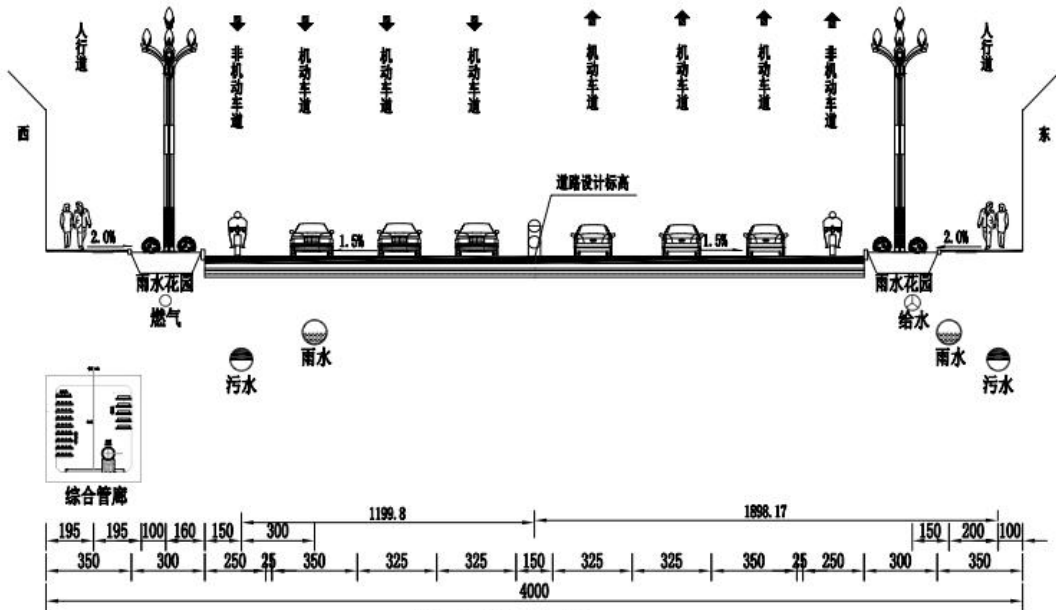 人行道
非机动车道
机动车道
机动车道
机动车道
机动车道
机动车道
机动车道
非机动车道
人行道
西
东
道路设计标高
2.0%
1.5%
1.5%
2.0%
雨水花园
雨水花园
燃气
给水
雨水
雨水
污水
污水
综合管廊
1199.8
1898.17
195
195
100
160
150
300
150
200
100
350
300
250
25
350
325
325
150
325
325
350
25
250
300
350
4000